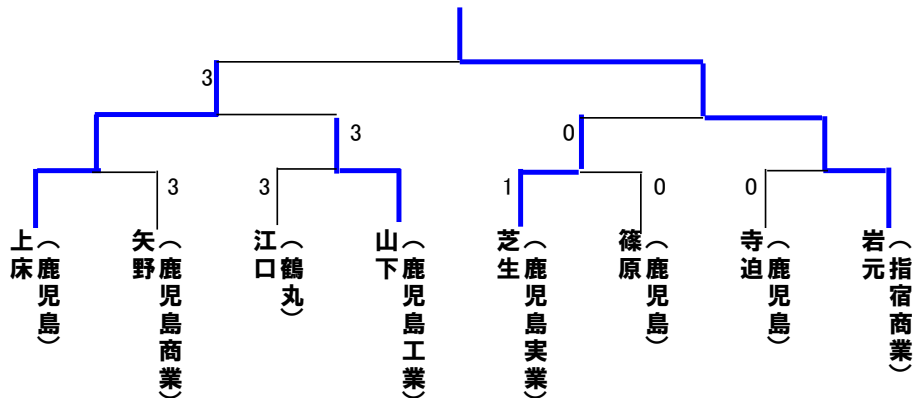 3
3
0
3
3
1
0
0
上床
（鹿児島）
矢野
（鹿児島商業）
江口
（鶴丸）
山下
（鹿児島工業）
芝生
（鹿児島実業）
篠原
（鹿児島）
寺迫
（鹿児島）
岩元
（指宿商業）